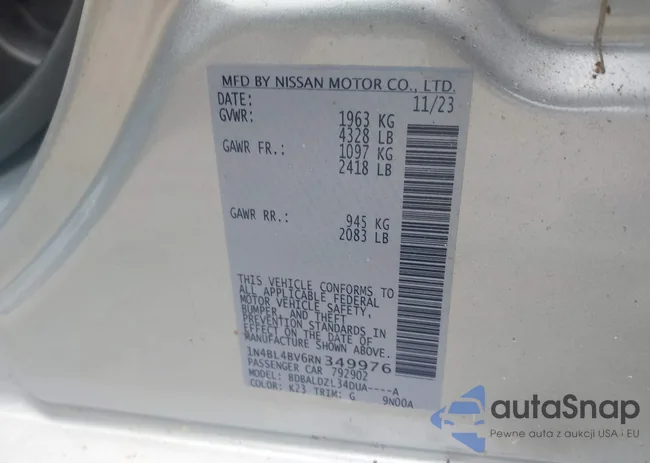 MFD BY NISSAN MOTOR CO., LTD.
DATE: 11/23
GVWR: 1963 KG
4328 LB
GAWR FR.: 1097 KG
2418 LB
GAWR RR.: 945 KG
2083 LB
THIS VEHICLE CONFORMS TO
ALL APPLICABLE FEDERAL
MOTOR VEHICLE SAFETY,
BUMPER, AND THEFT
PREVENTION STANDARDS IN
EFFECT ON THE DATE OF
MANUFACTURE SHOWN ABOVE.
1N4BL4BV6RN349976
PASSENGER CAR 792902
MODEL: BDBALDZL34DUA----A
COLOR: K23 TRIM: G 9N00A
autaSnap
Pewne auta z aukcji USA i EU